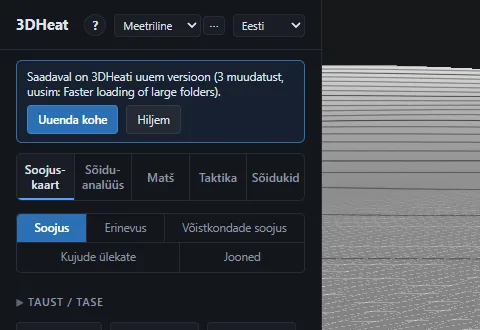 3DHeat ? Meetriline ... Eesti
Saadaval on 3DHeati uuem versioon (3 muudatust,
uusim: Faster loading of large folders).
Uuenda kohe Hiljem
Soojus-
kaart
Sõidu-
analüüs
Matš
Taktika
Sõidukid
Soojus Erinevus Võistkondade soojus
Kujude ülekate Jooned
▶ TAUST / TASE